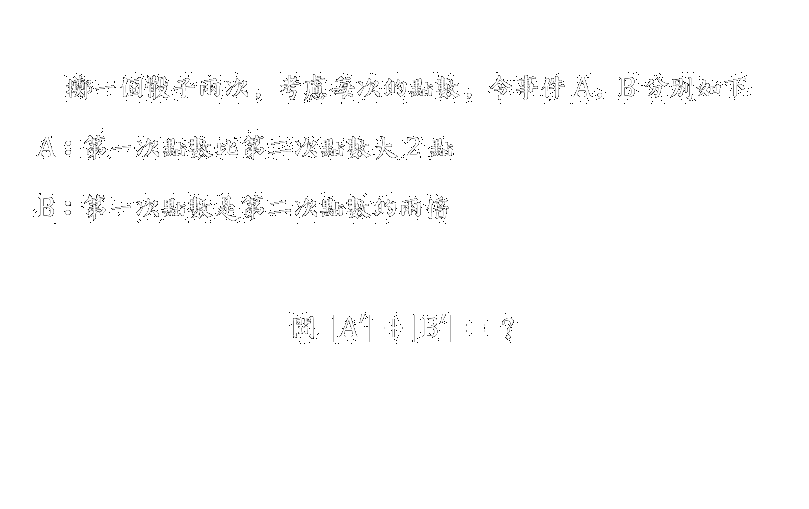 擲一個骰子兩次，考慮每次的點數，令事件 A、B 分別如下
A：第一次點數比第二次點數大 2 點
B：第一次點數是第二次點數的兩倍
問 |A| + |B| = ?